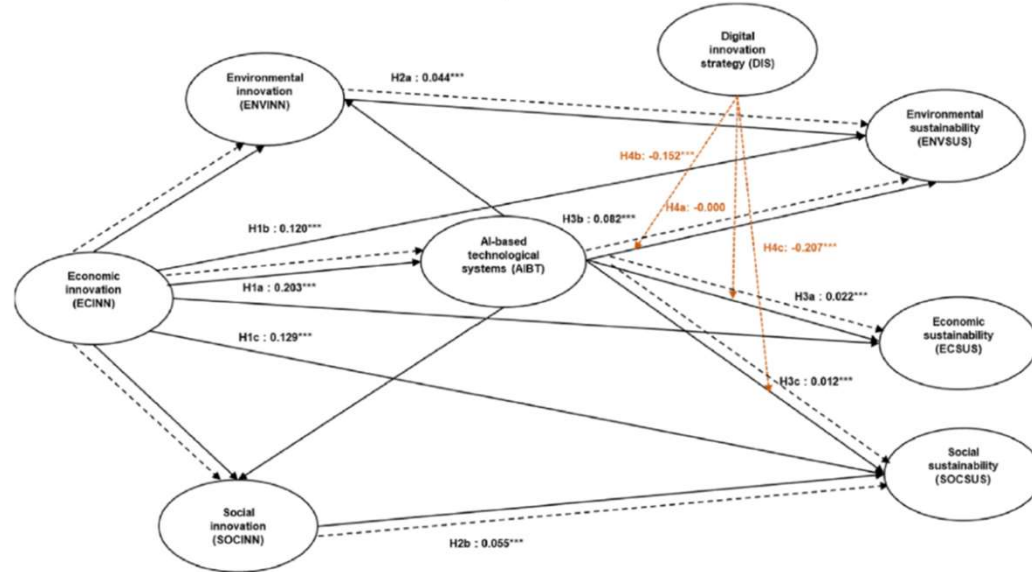 Digital
innovation
strategy (DIS)
Environmental
innovation
(ENVINN)
H2a : 0.044***
Environmental
sustainability
(ENVSUS)
H4b: -0.152***
H4a: -0.000
H1b : 0.120***
H3b : 0.082***
AI-based
technological
systems (AIBT)
H4c: -0.207***
Economic
innovation
(ECINN)
H1a : 0.203***
H3a : 0.022***
H1c : 0.129***
Economic
sustainability
(ECSUS)
H3c : 0.012***
Social
sustainability
(SOCSUS)
Social
innovation
(SOCINN)
H2b : 0.055***